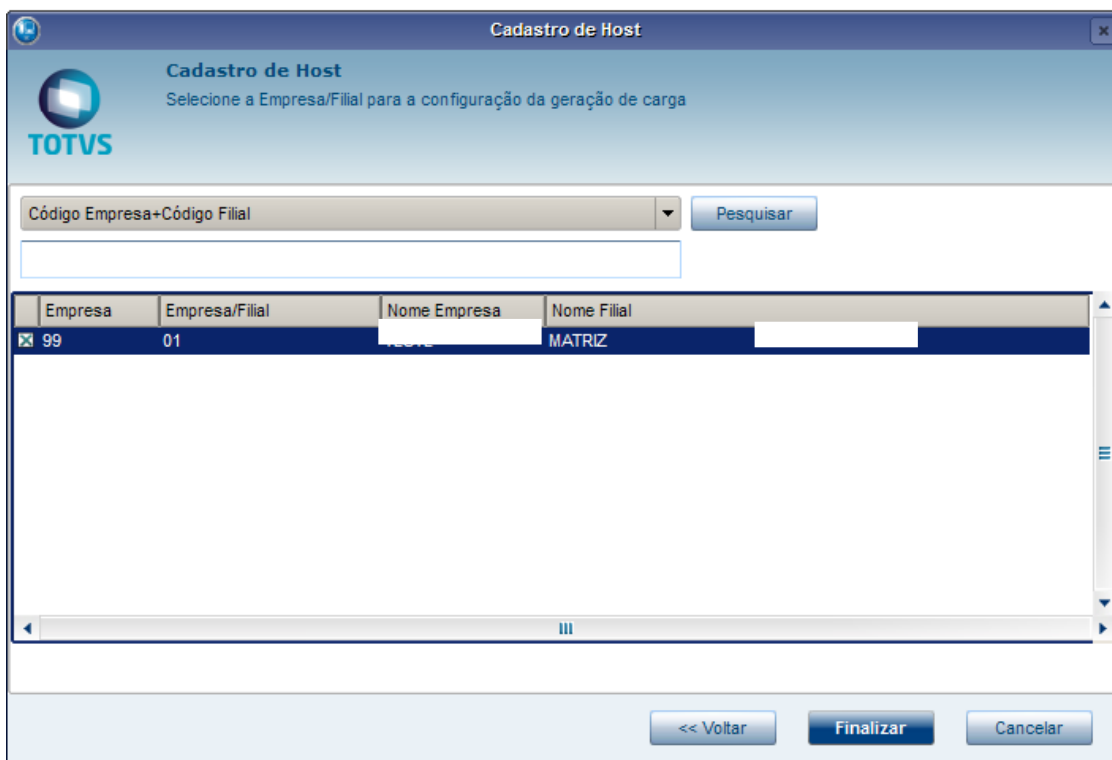 Cadastro de Host
Cadastro de Host
Selecione a Empresa/Filial para a configuração da geração de carga
TOTVS
Código Empresa+Código Filial
Pesquisar
Empresa Empresa/Filial Nome Empresa Nome Filial
99 01 MATRIZ
<< Voltar Finalizar Cancelar